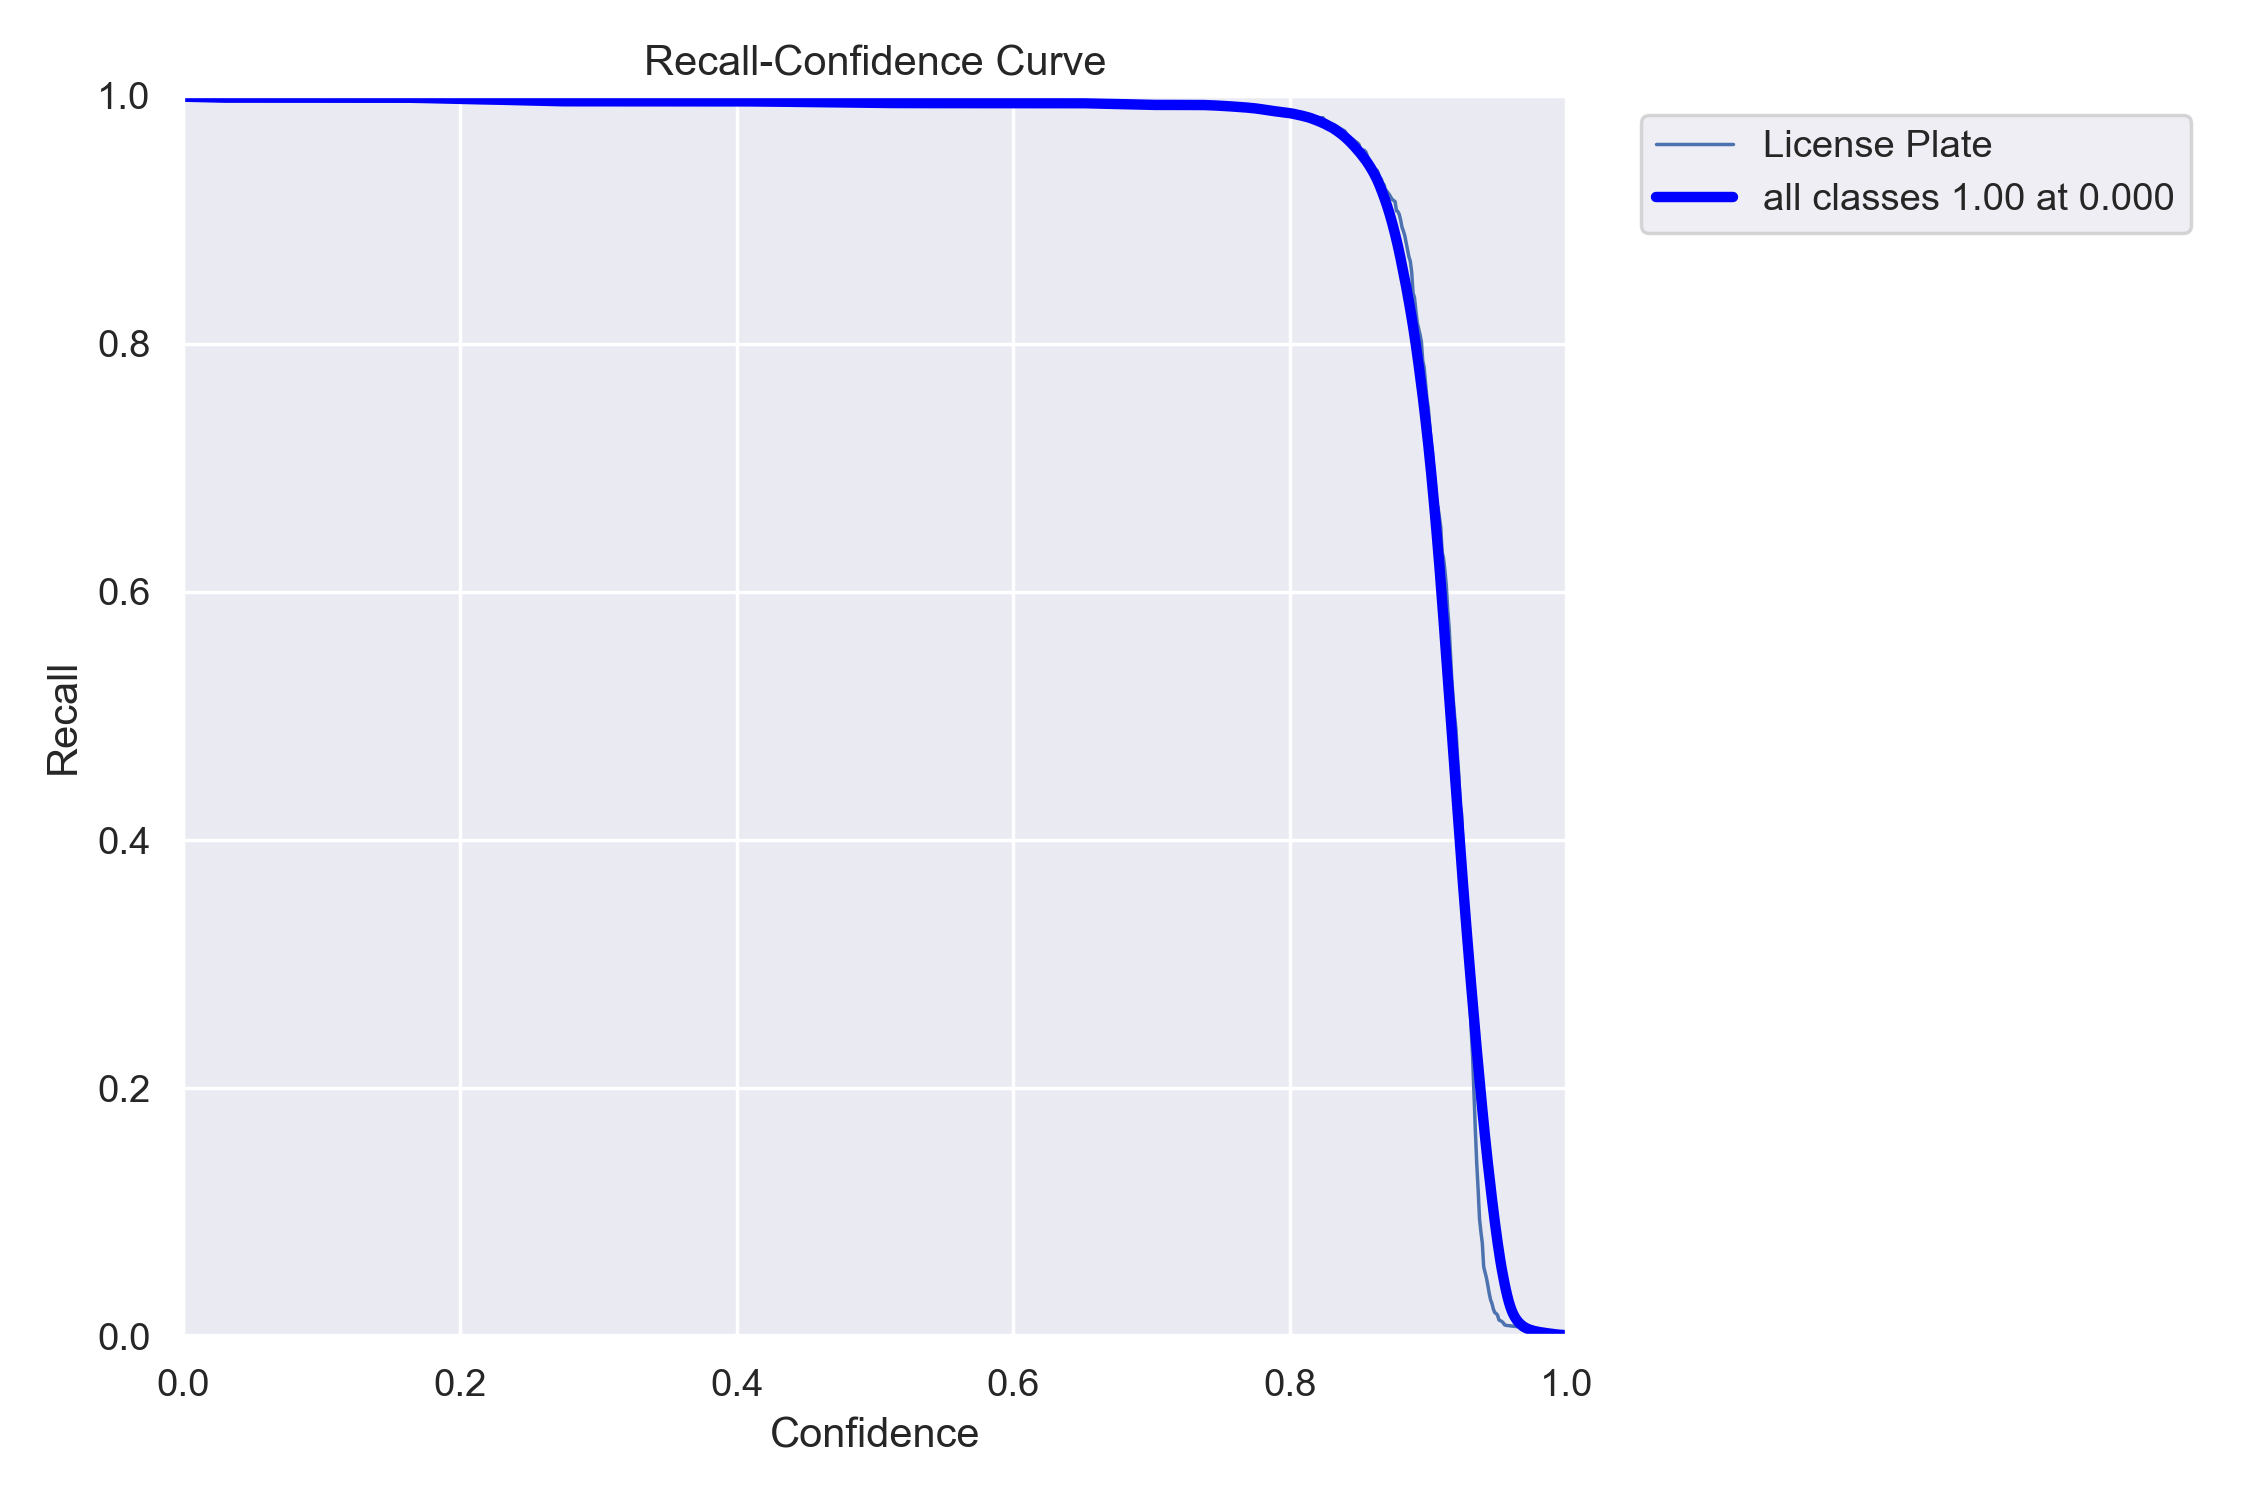 Recall-Confidence Curve
1.0
0.8
0.6
0.4
0.2
0.0
Recall
0.0 0.2 0.4 0.6 0.8 1.0
Confidence
License Plate
all classes 1.00 at 0.000